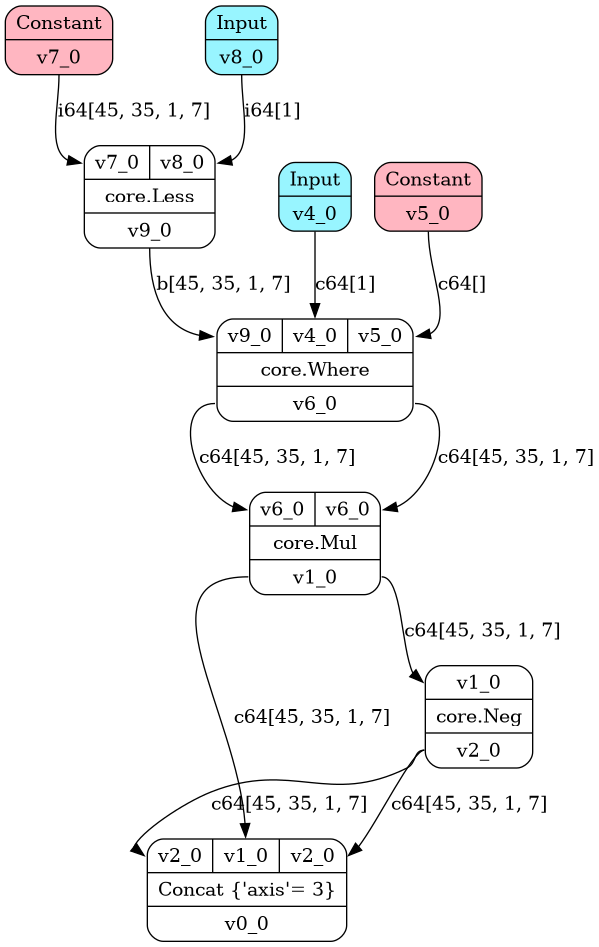 Constant
v7_0
Input
v8_0
i64[45, 35, 1, 7]
i64[1]
v7_0 v8_0
core.Less
v9_0
Input
v4_0
Constant
v5_0
b[45, 35, 1, 7]
c64[1]
c64[]
v9_0 v4_0 v5_0
core.Where
v6_0
c64[45, 35, 1, 7]
c64[45, 35, 1, 7]
v6_0 v6_0
core.Mul
v1_0
c64[45, 35, 1, 7]
v1_0
core.Neg
v2_0
c64[45, 35, 1, 7]
c64[45, 35, 1, 7]
c64[45, 35, 1, 7]
v2_0 v1_0 v2_0
Concat {'axis'= 3}
v0_0